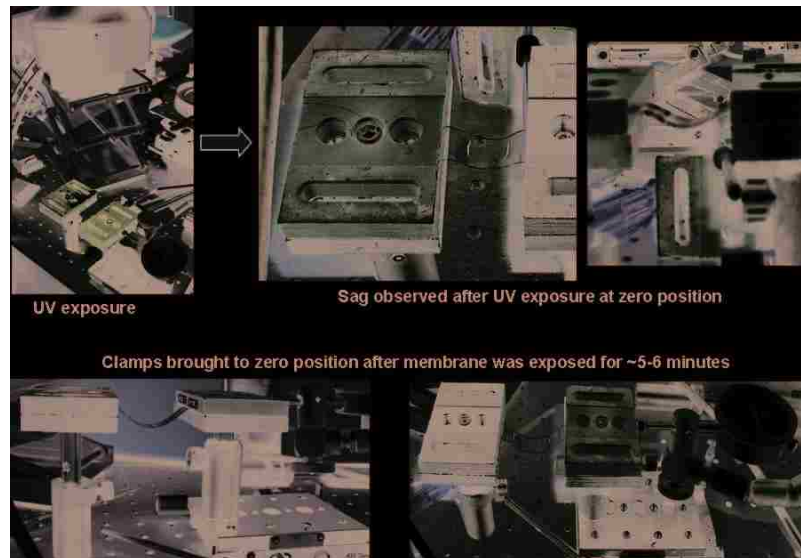 UV exposure
Sag observed after UV exposure at zero position
Clamps brought to zero position after membrane was exposed for ~5-6 minutes